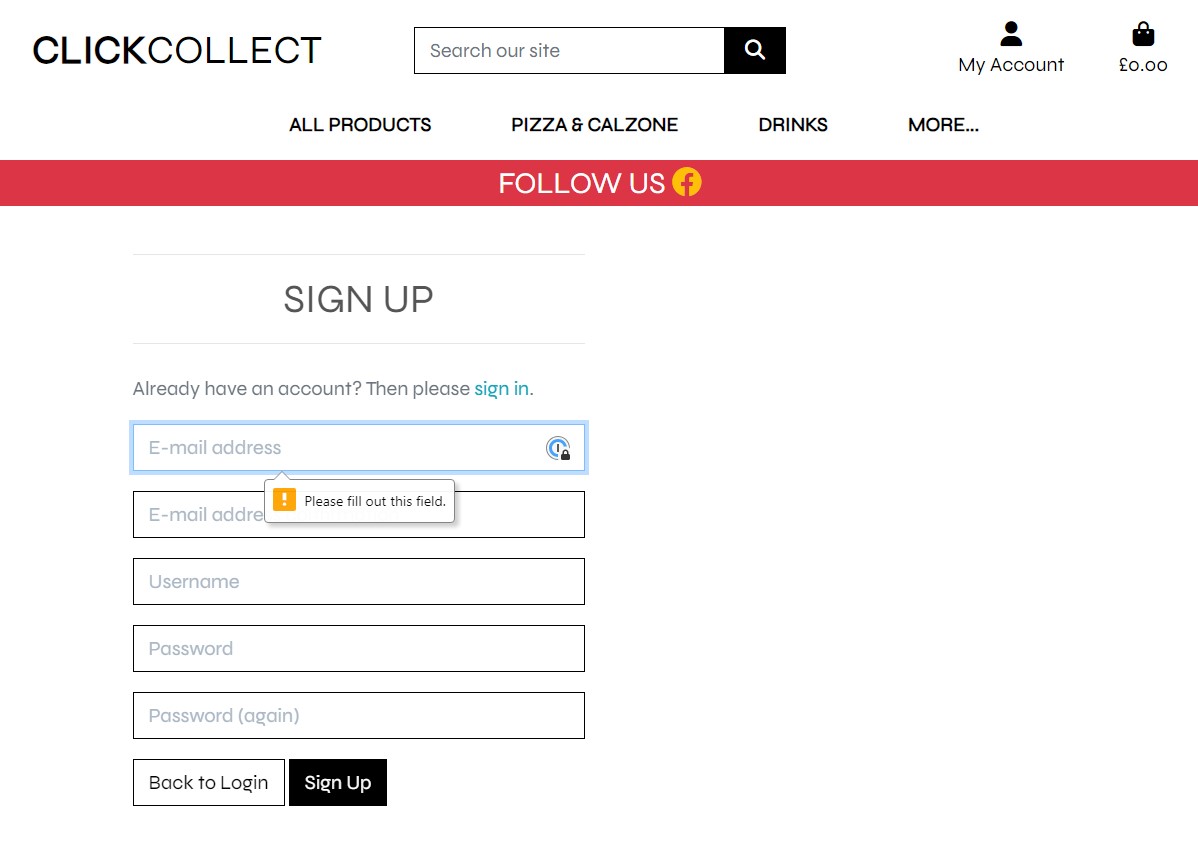 CLICKCOLLECT
Search our site
My Account
£0.00
ALL PRODUCTS
PIZZA & CALZONE
DRINKS
MORE...
FOLLOW US
SIGN UP
Already have an account? Then please sign in.
E-mail address
Please fill out this field.
E-mail
Username
Password
Password (again)
Back to Login
Sign Up